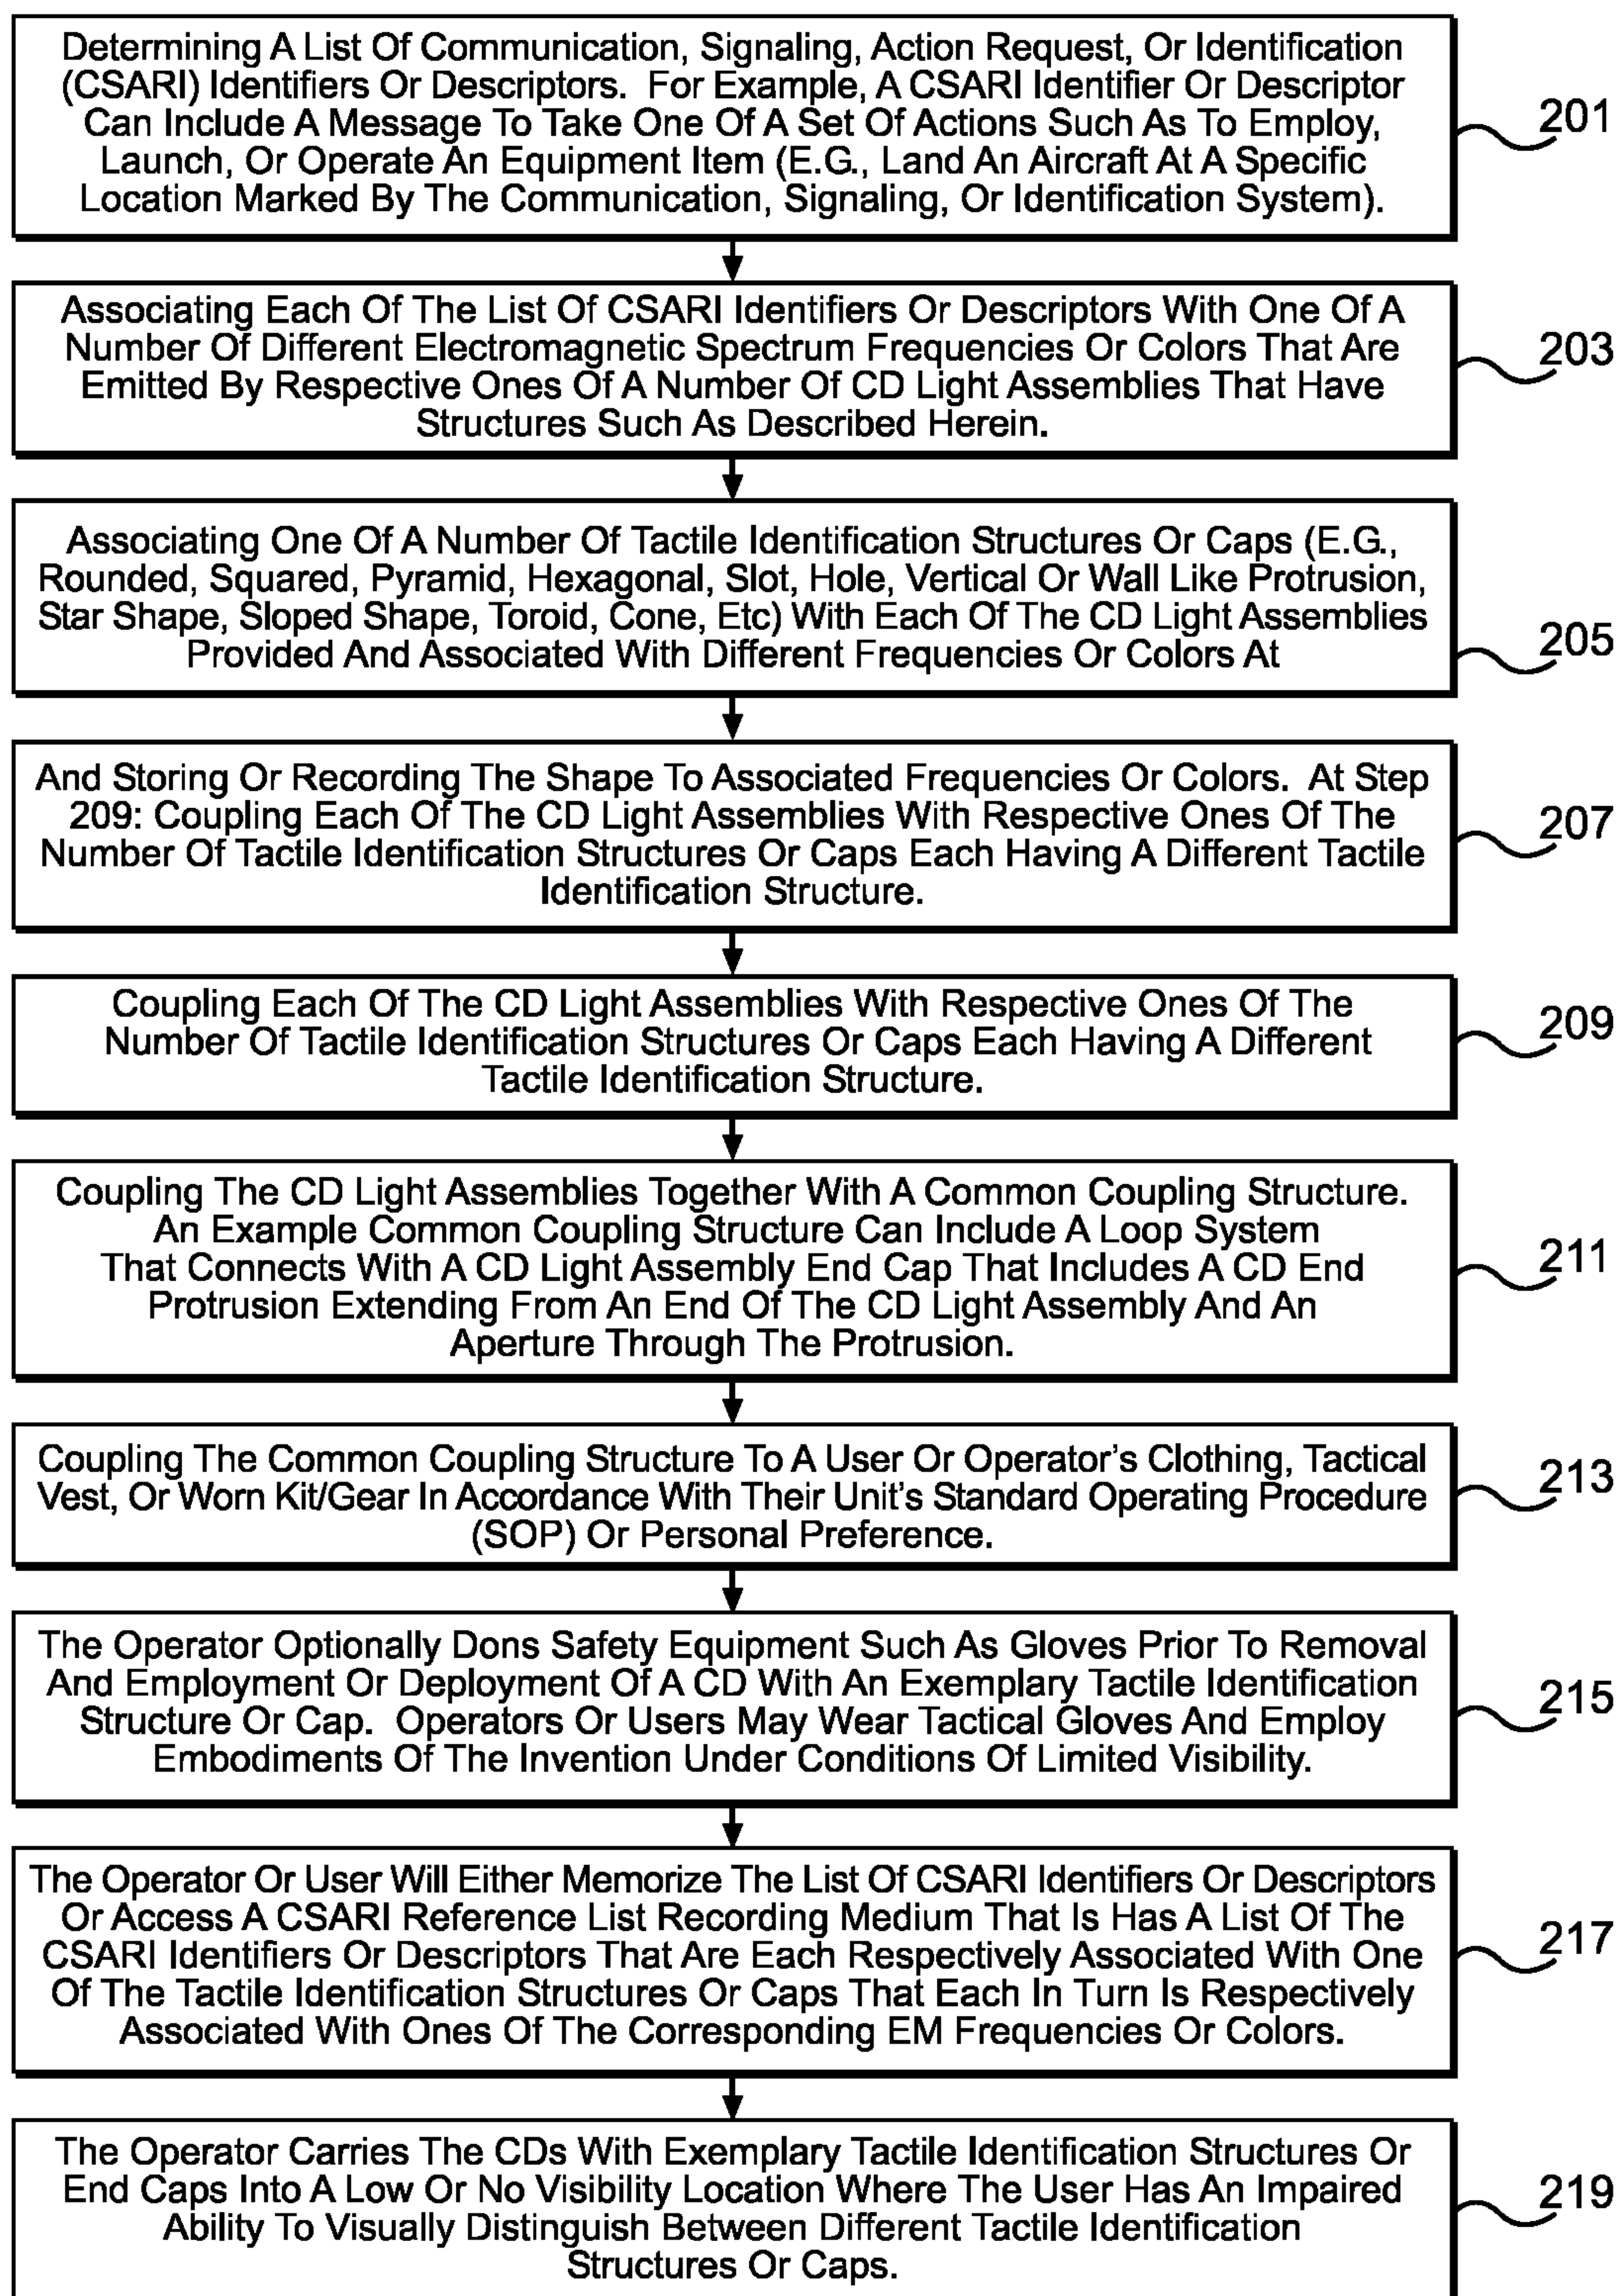 Determining A List Of Communication, Signaling, Action Request, Or Identification
(CSARI) Identifiers Or Descriptors. For Example, A CSARI Identifier Or Descriptor
Can Include A Message To Take One Of A Set Of Actions Such As To Employ,
Launch, Or Operate An Equipment Item (E.G., Land An Aircraft At A Specific
Location Marked By The Communication, Signaling, Or Identification System).
201
Associating Each Of The List Of CSARI Identifiers Or Descriptors With One Of A
Number Of Different Electromagnetic Spectrum Frequencies Or Colors That Are
Emitted By Respective Ones Of A Number Of CD Light Assemblies That Have
Structures Such As Described Herein.
203
Associating One Of A Number Of Tactile Identification Structures Or Caps (E.G.,
Rounded, Squared, Pyramid, Hexagonal, Slot, Hole, Vertical Or Wall Like Protrusion,
Star Shape, Sloped Shape, Toroid, Cone, Etc) With Each Of The CD Light Assemblies
Provided And Associated With Different Frequencies Or Colors At
205
And Storing Or Recording The Shape To Associated Frequencies Or Colors. At Step
209: Coupling Each Of The CD Light Assemblies With Respective Ones Of The
Number Of Tactile Identification Structures Or Caps Each Having A Different Tactile
Identification Structure.
207
Coupling Each Of The CD Light Assemblies With Respective Ones Of The
Number Of Tactile Identification Structures Or Caps Each Having A Different
Tactile Identification Structure.
209
Coupling The CD Light Assemblies Together With A Common Coupling Structure.
An Example Common Coupling Structure Can Include A Loop System
That Connects With A CD Light Assembly End Cap That Includes A CD End
Protrusion Extending From An End Of The CD Light Assembly And An
Aperture Through The Protrusion.
211
Coupling The Common Coupling Structure To A User Or Operator's Clothing, Tactical
Vest, Or Worn Kit/Gear In Accordance With Their Unit's Standard Operating Procedure
(SOP) Or Personal Preference.
213
The Operator Optionally Dons Safety Equipment Such As Gloves Prior To Removal
And Employment Or Deployment Of A CD With An Exemplary Tactile Identification
Structure Or Cap. Operators Or Users May Wear Tactical Gloves And Employ
Embodiments Of The Invention Under Conditions Of Limited Visibility.
215
The Operator Or User Will Either Memorize The List Of CSARI Identifiers Or Descriptors
Or Access A CSARI Reference List Recording Medium That Is Has A List Of The
CSARI Identifiers Or Descriptors That Are Each Respectively Associated With One
Of The Tactile Identification Structures Or Caps That Each In Turn Is Respectively
Associated With Ones Of The Corresponding EM Frequencies Or Colors.
217
The Operator Carries The CDs With Exemplary Tactile Identification Structures Or
End Caps Into A Low Or No Visibility Location Where The User Has An Impaired
Ability To Visually Distinguish Between Different Tactile Identification
Structures Or Caps.
219